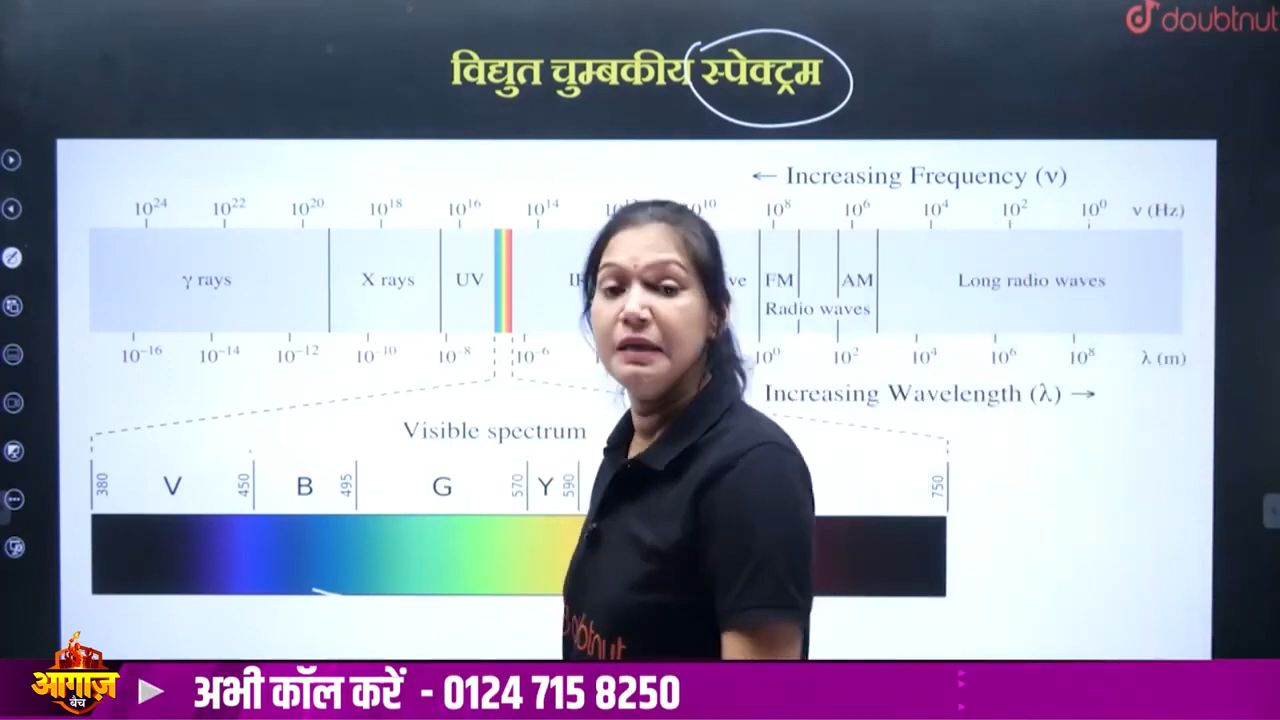 doubtnut
विद्युत चुम्बकीय स्पेक्ट्रम
← Increasing Frequency (ν)
10²⁴ 10²² 10²⁰ 10¹⁸ 10¹⁶ 10¹⁴ 10¹⁰ 10⁸ 10⁶ 10⁴ 10² 10⁰ ν (Hz)
γ rays X rays UV FM AM Long radio waves
Radio waves
10⁻¹⁶ 10⁻¹⁴ 10⁻¹² 10⁻¹⁰ 10⁻⁸ 10⁻⁶ 10⁰ 10² 10⁴ 10⁶ 10⁸ λ (m)
Increasing Wavelength (λ) →
Visible spectrum
380 V 450 B 495 G 570 Y 590 750
doubtnut
आगाज़
बैच
अभी कॉल करें - 0124 715 8250